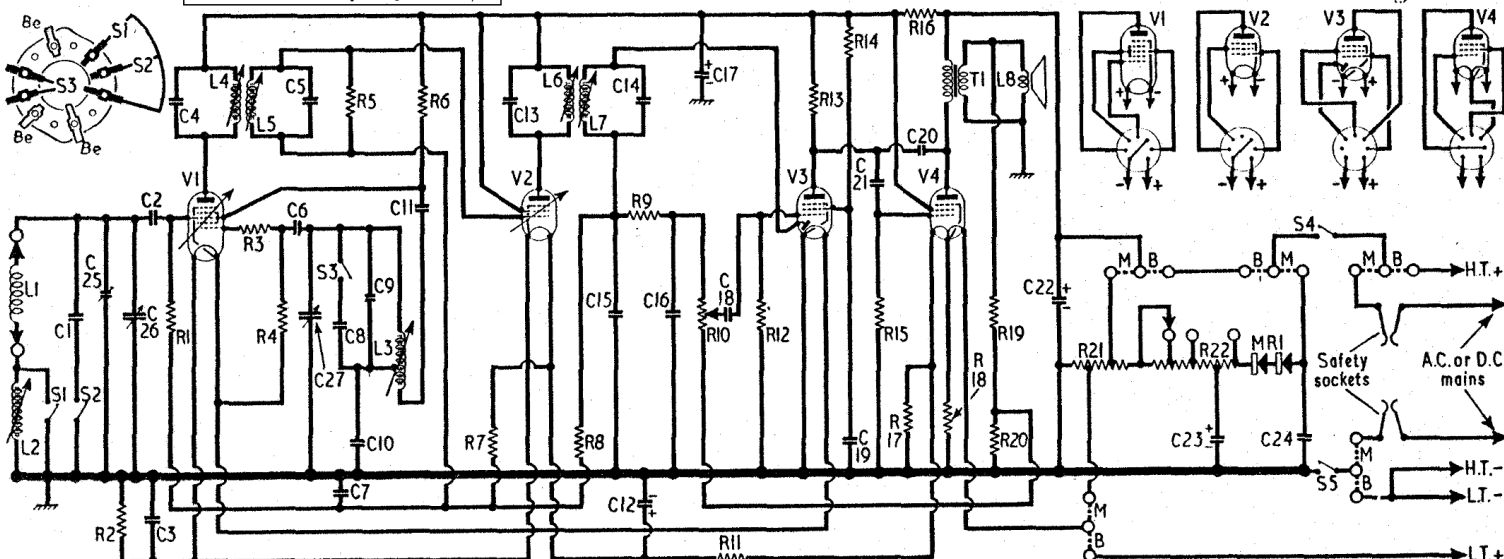 V1
V2
V3
V4
Be
S1
S2
S3
Be
Be
L4
C5
C4
L5
R5
R6
L6
C14
C13
L7
C17
R16
R14
R13
T1
L8
C20
V1
C2
R3
C6
C11
V2
R9
V3
C
21
V4
+
-
-
+
+
-
+
-
-
+
-
+
S4
M
B
B
M
M
B
H.T.+
L1
C
25
C1
C
26
R1
R4
S3
C9
C8
L3
C27
C15
C16
C
18
R10
R12
R15
R19
C22
+
-
R21
R22
MR1
Safety
sockets
A.C. or D.C
mains
L2
S1
S2
C10
R7
R8
C
19
R
17
R
18
R20
C23
+
-
C24
M
S5
B
H.T.-
L.T.-
C7
C12
-
+
M
R2
C3
R11
B
L.T.+